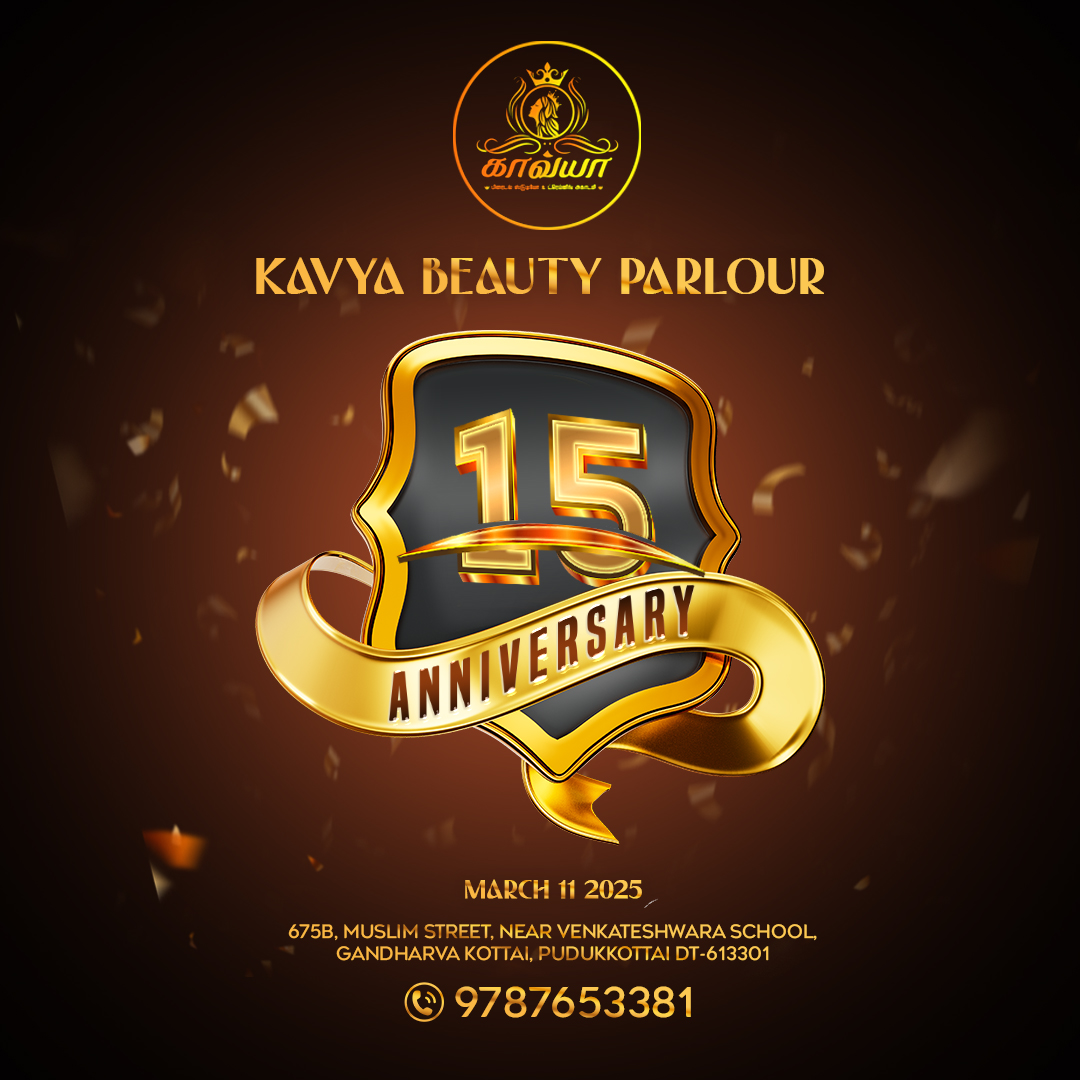 காவ்யா
KAVYA BEAUTY PARLOUR
15
ANNIVERSARY
MARCH 11 2025
675B, MUSLIM STREET, NEAR VENKATESHWARA SCHOOL,
GANDHARVA KOTTAI, PUDUKKOTTAI DT-613301
9787653381